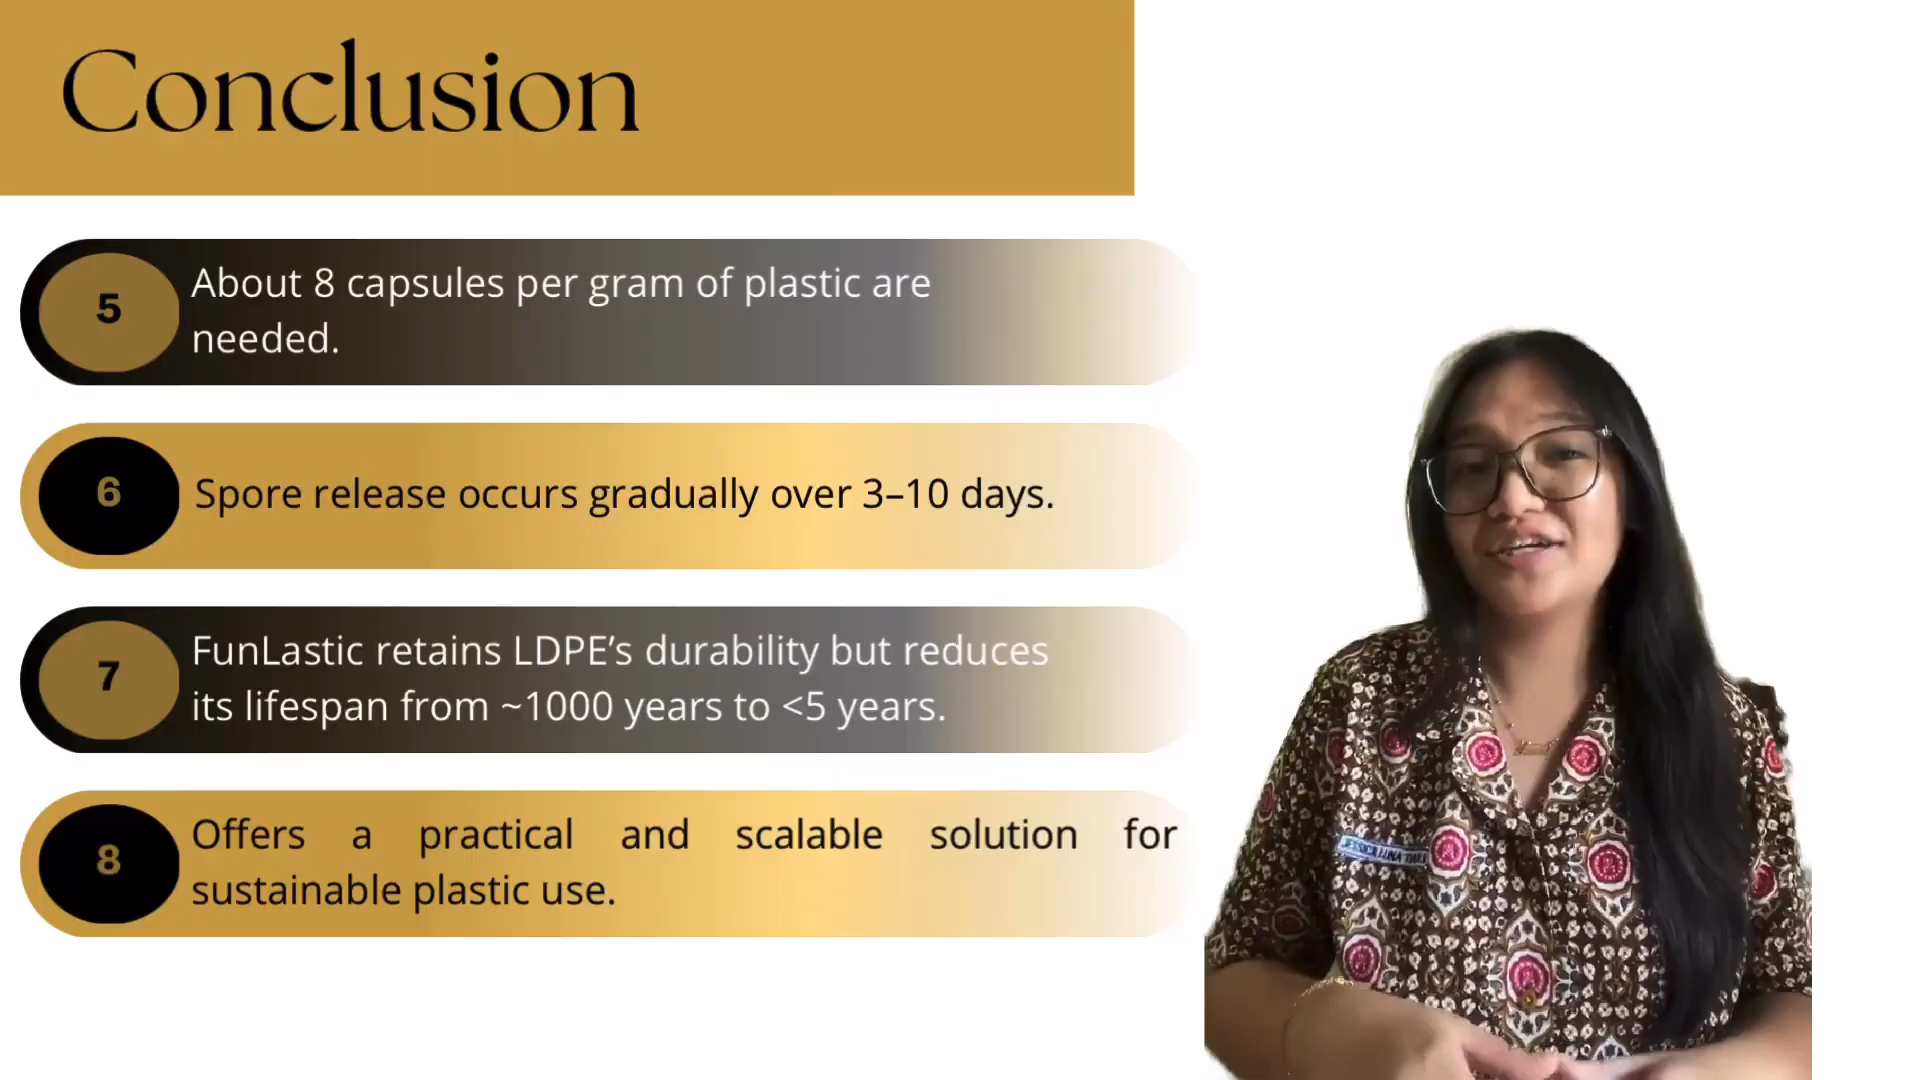 Conclusion
5
About 8 capsules per gram of plastic are
needed.
6
Spore release occurs gradually over 3–10 days.
7
FunLastic retains LDPE’s durability but reduces
its lifespan from ~1000 years to <5 years.
8
Offers a practical and scalable solution for
sustainable plastic use.
JESSICA LUNA